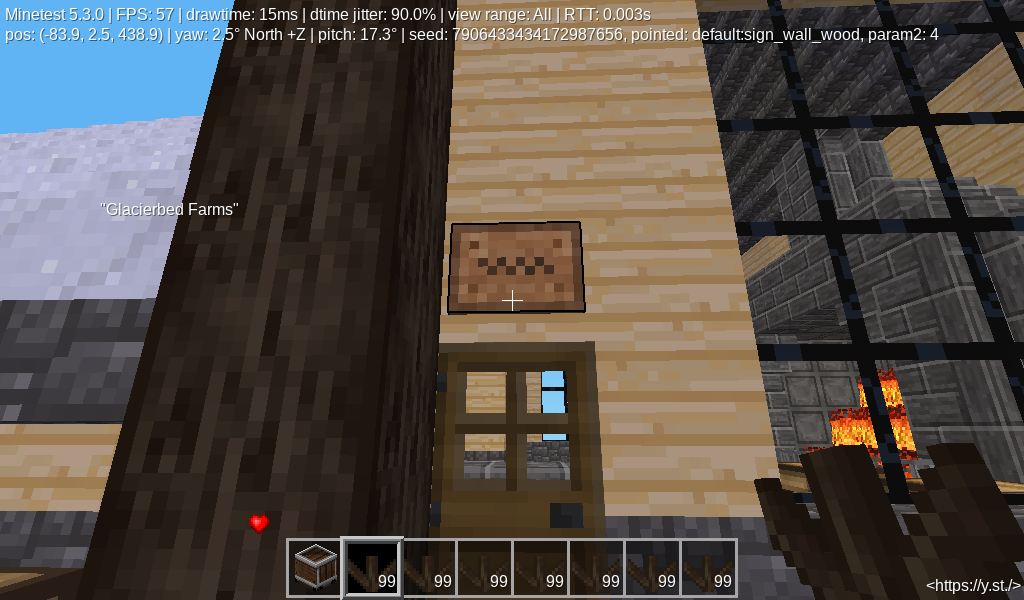 Minetest 5.3.0 | FPS: 57 | drawtime: 15ms | dtime jitter: 90.0% | view range: All | RTT: 0.003s
pos: (-83.9, 2.5, 438.9) | yaw: 2.5° North +Z | pitch: 17.3° | seed: 7906433434172987656, pointed: default:sign_wall_wood, param2: 4
"Glacierbed Farms"
99 99 99 99 99 99 99
<https://y.st./>